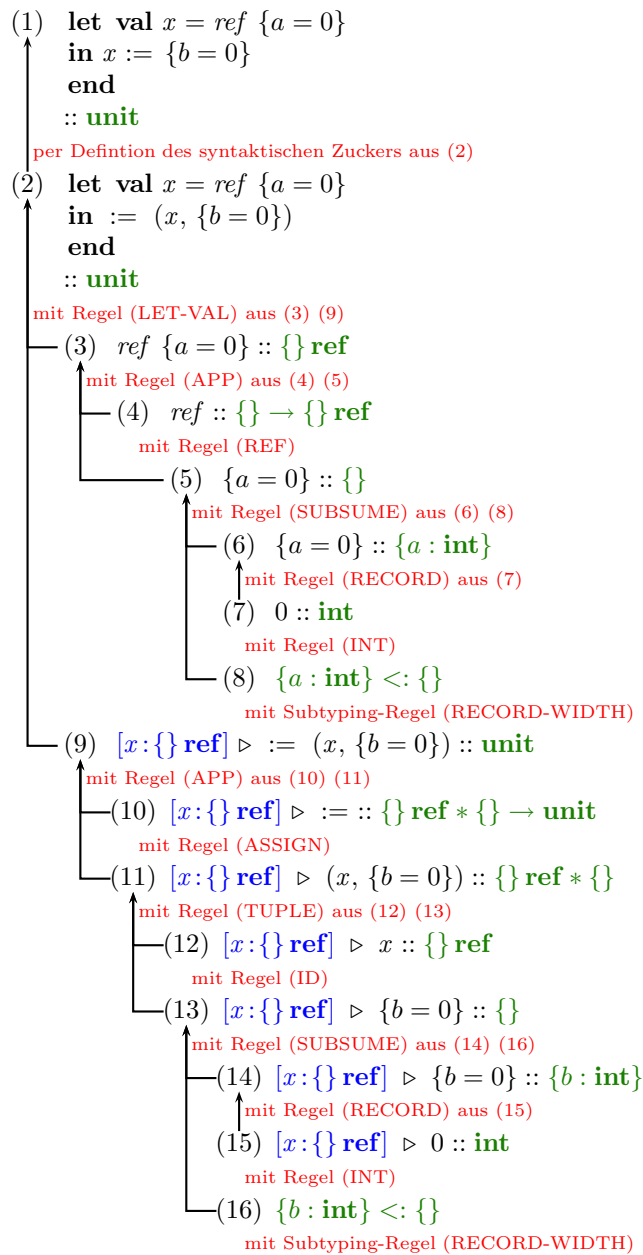 (1) let val x = ref {a = 0}
in x := {b = 0}
end
:: unit
per Defintion des syntaktischen Zuckers aus (2)
(2) let val x = ref {a = 0}
in := (x, {b = 0})
end
:: unit
mit Regel (LET-VAL) aus (3) (9)
(3) ref {a = 0} :: {} ref
mit Regel (APP) aus (4) (5)
(4) ref :: {} → {} ref
mit Regel (REF)
(5) {a = 0} :: {}
mit Regel (SUBSUME) aus (6) (8)
(6) {a = 0} :: {a : int}
mit Regel (RECORD) aus (7)
(7) 0 :: int
mit Regel (INT)
(8) {a : int} <: {}
mit Subtyping-Regel (RECORD-WIDTH)
(9) [x : {} ref] ▹ := (x, {b = 0}) :: unit
mit Regel (APP) aus (10) (11)
(10) [x : {} ref] ▹ := :: {} ref * {} → unit
mit Regel (ASSIGN)
(11) [x : {} ref] ▹ (x, {b = 0}) :: {} ref * {}
mit Regel (TUPLE) aus (12) (13)
(12) [x : {} ref] ▹ x :: {} ref
mit Regel (ID)
(13) [x : {} ref] ▹ {b = 0} :: {}
mit Regel (SUBSUME) aus (14) (16)
(14) [x : {} ref] ▹ {b = 0} :: {b : int}
mit Regel (RECORD) aus (15)
(15) [x : {} ref] ▹ 0 :: int
mit Regel (INT)
(16) {b : int} <: {}
mit Subtyping-Regel (RECORD-WIDTH)